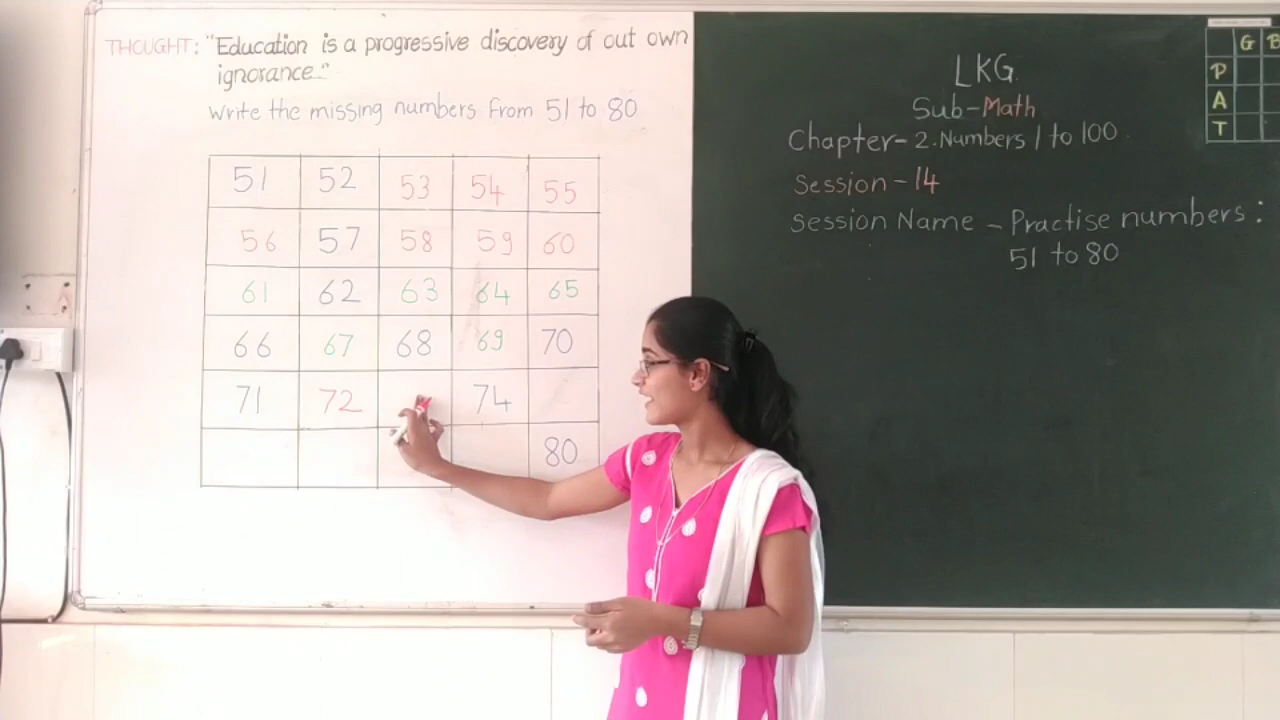 THOUGHT: "Education is a progressive discovery of out own
ignorance."
Write the missing numbers from 51 to 80
51 52 53 54 55
56 57 58 59 60
61 62 63 64 65
66 67 68 69 70
71 72 74
80
LKG
Sub-Math
Chapter- 2. Numbers 1 to 100.
Session - 14
Session Name - Practise numbers:
51 to 80
G B
P
A
T